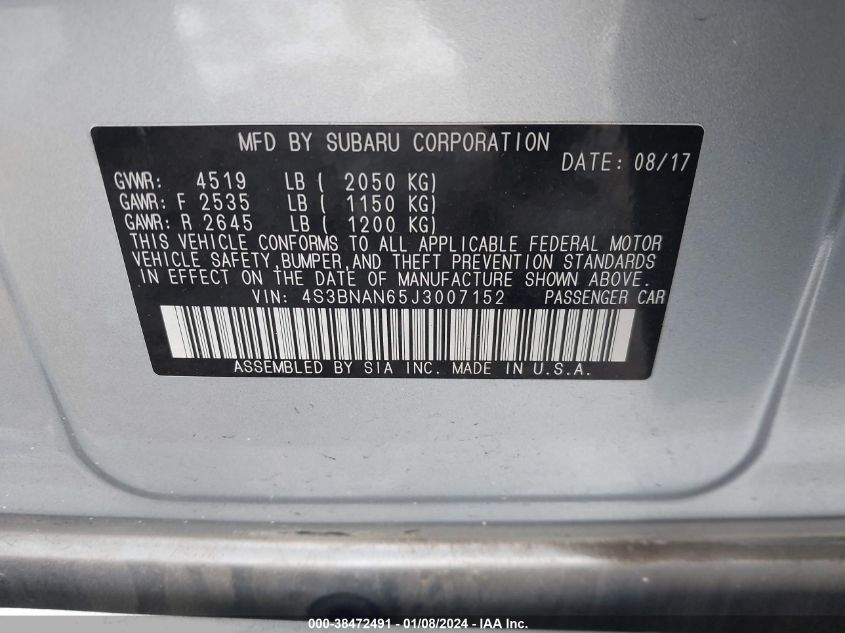 MFD BY SUBARU CORPORATION
DATE: 08/17
GVWR: 4519 LB ( 2050 KG)
GAWR: F 2535 LB ( 1150 KG)
GAWR: R 2645 LB ( 1200 KG)
THIS VEHICLE CONFORMS TO ALL APPLICABLE FEDERAL MOTOR
VEHICLE SAFETY,BUMPER,AND THEFT PREVENTION STANDARDS
IN EFFECT ON THE DATE OF MANUFACTURE SHOWN ABOVE.
VIN: 4S3BNAN65J3007152 PASSENGER CAR
ASSEMBLED BY SIA INC. MADE IN U.S.A.
000-38472491 - 01/08/2024 - IAA Inc.